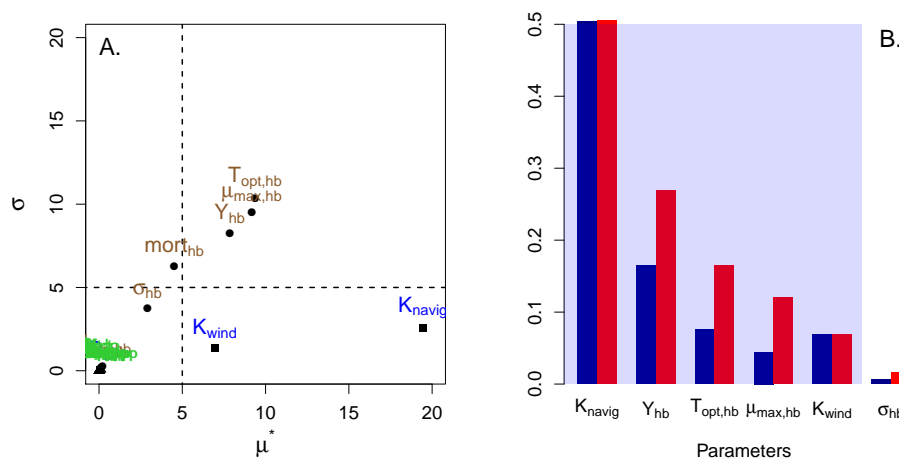 A.
20
15
10
5
0
σ
T_opt,hb
μ_max,hb
Y_hb
mort_hb
σ_hb
K_navig
K_wind
0 5 10 15 20
μ*
B.
0.5
0.4
0.3
0.2
0.1
0.0
K_navig Y_hb T_opt,hb μ_max,hb K_wind σ_hb
Parameters